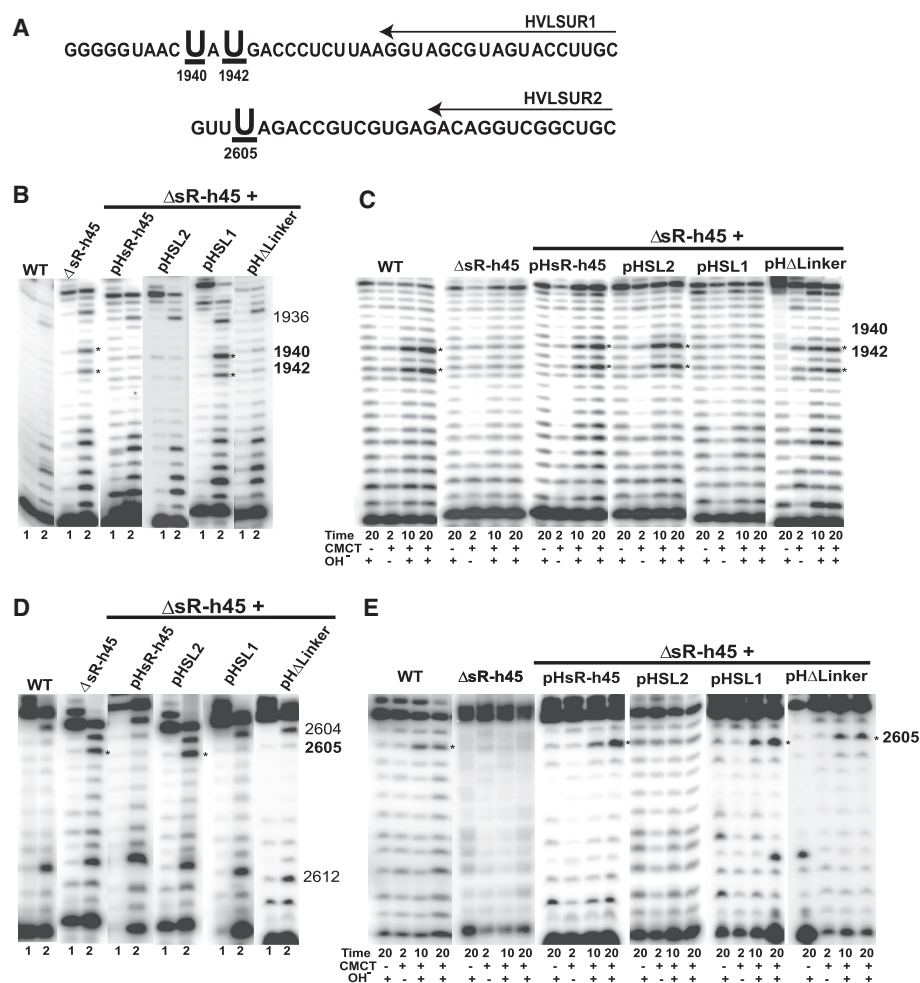 A
HVLSUR1
GGGGGUAACUAUGACCCUCUUAAGGUAGCGUAGUACCUUGC
1940 1942
HVLSUR2
GUUUAGACCGUCGUGAGACAGGUCGGCUGC
2605
B
ΔsR-h45 +
WT ΔsR-h45 pHsR-h45 pHSL2 pHSL1 pHΔLinker
1936
1940
*
1942
*
1 2 1 2 1 2 1 2 1 2 1 2
C
ΔsR-h45 +
WT ΔsR-h45 pHsR-h45 pHSL2 pHSL1 pHΔLinker
1940
1942
*
*
Time 20 2 10 20 20 2 10 20 20 2 10 20 20 2 10 20 20 2 10 20 20 2 10 20
CMCT - + + + - + + + - + + + - + + + - + + + - + + +
OH⁻ + - + + + - + + + - + + + - + + + - + + + - + +
D
ΔsR-h45 +
WT ΔsR-h45 pHsR-h45 pHSL2 pHSL1 pHΔLinker
2604
2605
*
2612
1 2 1 2 1 2 1 2 1 2 1 2
E
ΔsR-h45 +
WT ΔsR-h45 pHsR-h45 pHSL2 pHSL1 pHΔLinker
* 2605
Time 20 2 10 20 20 2 10 20 20 2 10 20 20 2 10 20 20 2 10 20 20 2 10 20
CMCT - + + + - + + + - + + + - + + + - + + + - + + +
OH⁻ + - + + + - + + + - + + + - + + + - + + + - + +